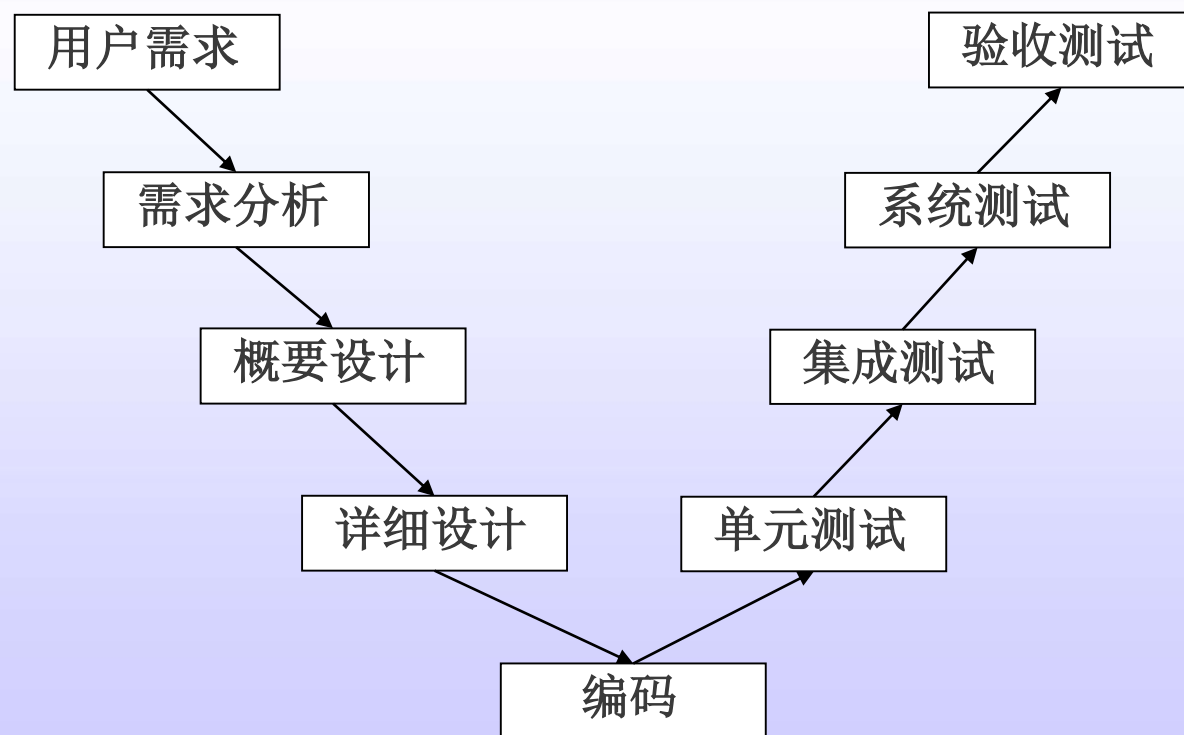 用户需求
验收测试
需求分析
系统测试
概要设计
集成测试
详细设计
单元测试
编码